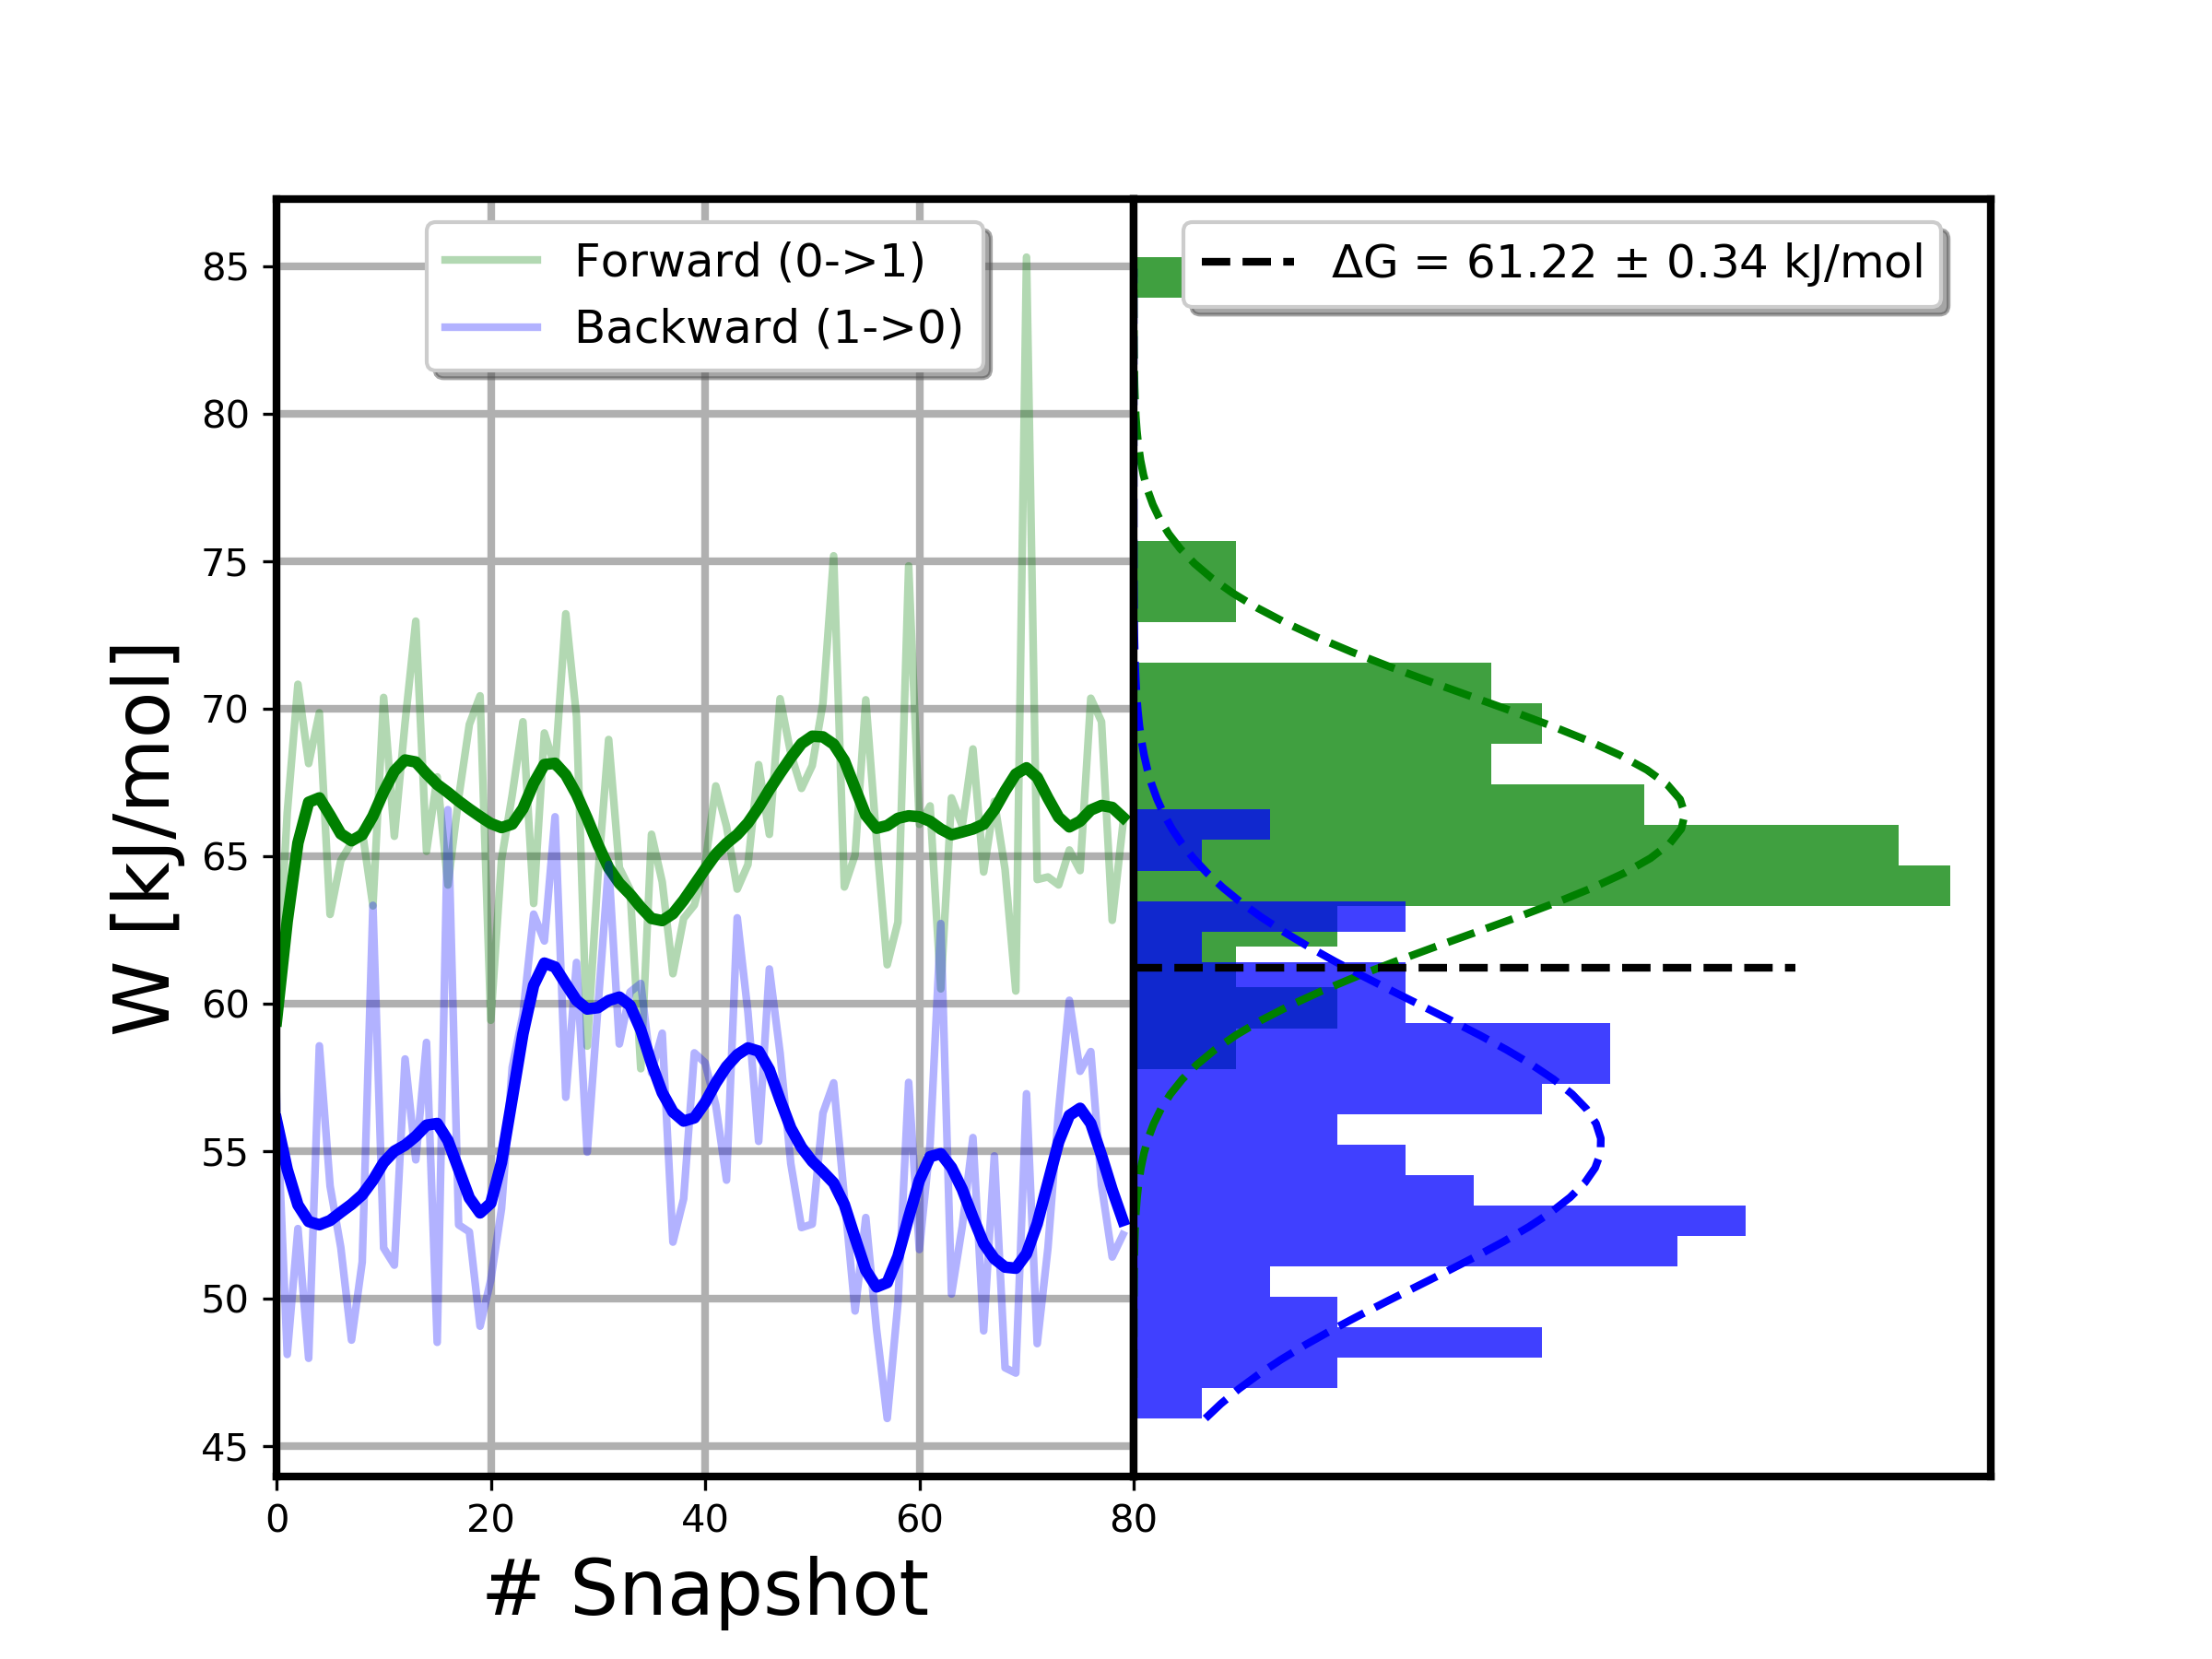 Forward (0->1)
Backward (1->0)
ΔG = 61.22 ± 0.34 kJ/mol
W [kJ/mol]
85
80
75
70
65
60
55
50
45
0 20 40 60 80
# Snapshot